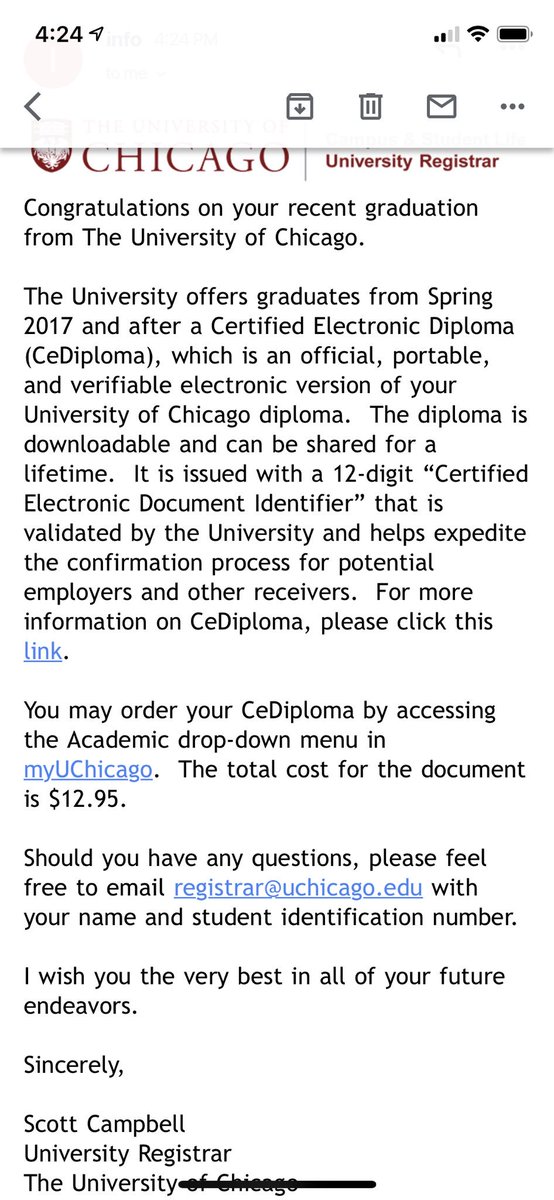 4:24
info 4:24 PM
to me
THE UNIVERSITY OF
CHICAGO
Campus & Student Life
University Registrar
Congratulations on your recent graduation
from The University of Chicago.
The University offers graduates from Spring
2017 and after a Certified Electronic Diploma
(CeDiploma), which is an official, portable,
and verifiable electronic version of your
University of Chicago diploma.  The diploma is
downloadable and can be shared for a
lifetime.  It is issued with a 12-digit “Certified
Electronic Document Identifier” that is
validated by the University and helps expedite
the confirmation process for potential
employers and other receivers.  For more
information on CeDiploma, please click this
link.
You may order your CeDiploma by accessing
the Academic drop-down menu in
myUChicago.  The total cost for the document
is $12.95.
Should you have any questions, please feel
free to email registrar@uchicago.edu with
your name and student identification number.
I wish you the very best in all of your future
endeavors.
Sincerely,
Scott Campbell
University Registrar
The University of Chicago